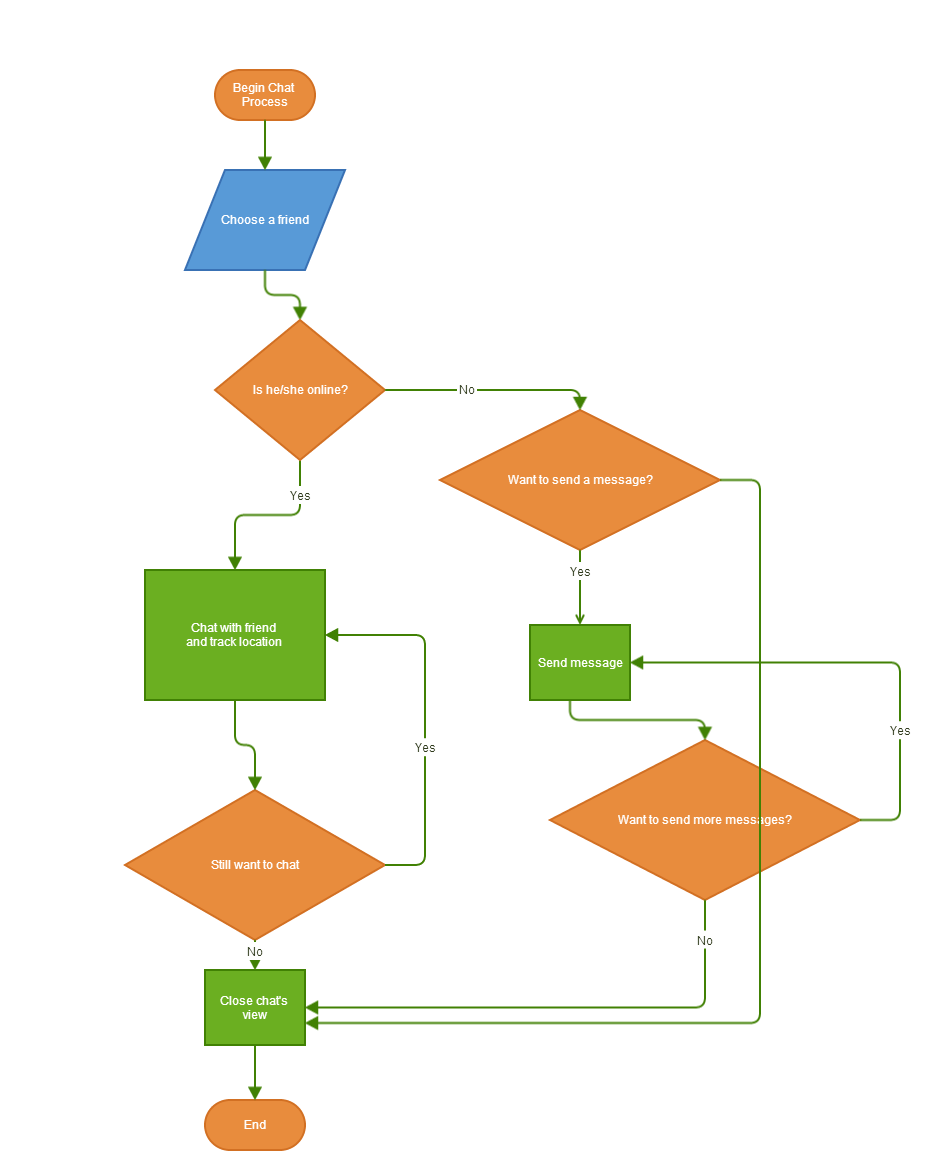 Begin Chat
Process
Choose a friend
Is he/she online?
No
Want to send a message?
Yes
Yes
Chat with friend
and track location
Send message
Yes
Yes
Want to send more messages?
Still want to chat
No
No
Close chat's
view
End